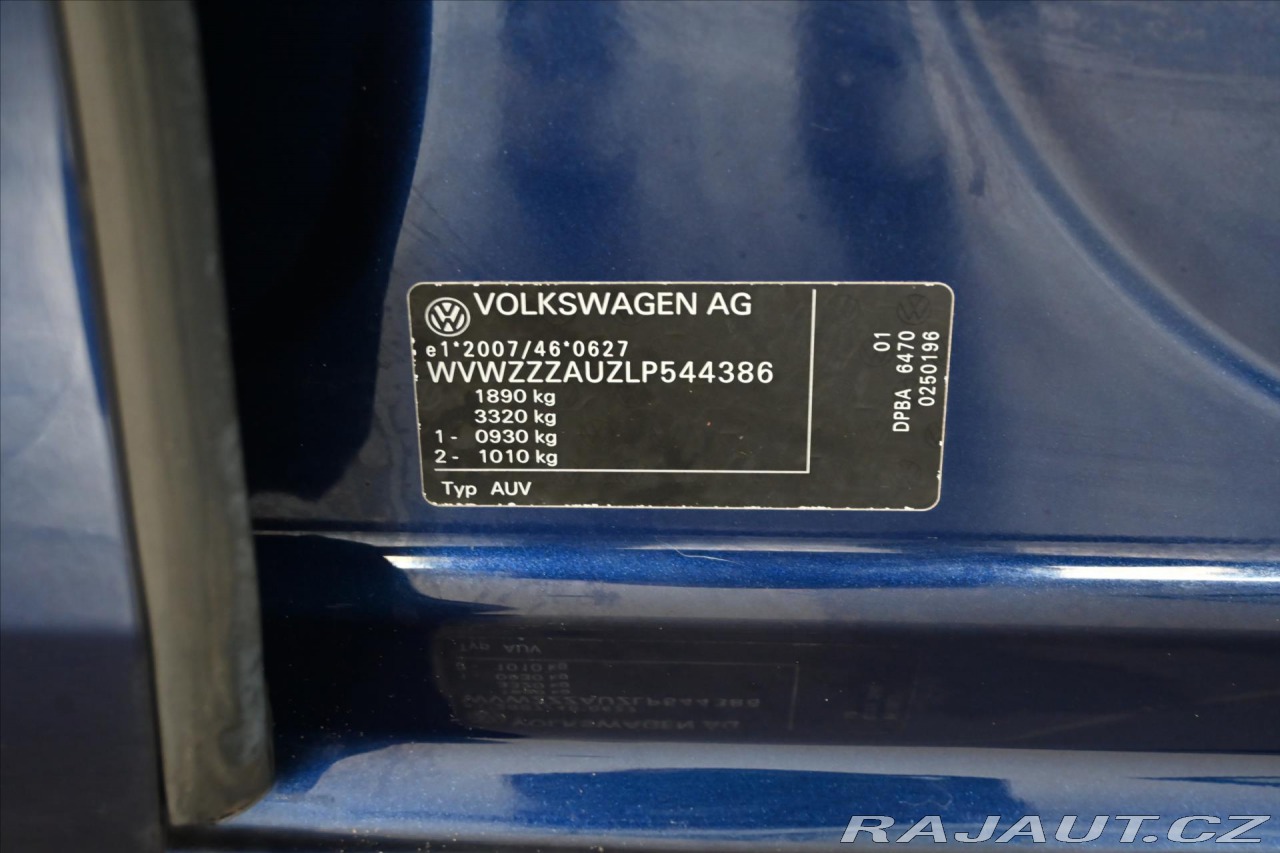 VOLKSWAGEN AG
e1*2007/46*0627
WVWZZZAUZLP544386
1890 kg
3320 kg
1- 0930 kg
2- 1010 kg
Typ AUV
01
DPBA 6470
0250196
RAJAUT.CZ